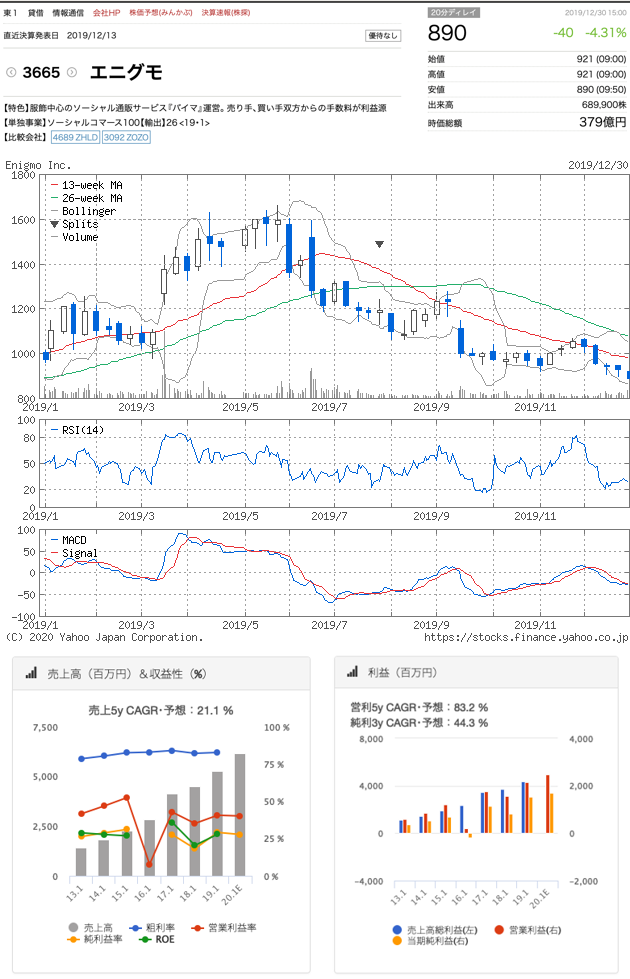 東1 貸借 情報通信 会社HP 株価予想(みんかぶ) 決算速報(株探)
直近決算発表日 2019/12/13 優待なし
3665 エニグモ
【特色】服飾中心のソーシャル通販サービス『バイマ』運営。売り手、買い手双方からの手数料が利益源
【単独事業】ソーシャルコマース100【輸出】26 <19・1>
【比較会社】 4689 ZHLD 3092 ZOZO
20分ディレイ 2019/12/30 15:00
890 -40 -4.31%
始値 921 (09:00)
高値 921 (09:00)
安値 890 (09:50)
出来高 689,900株
時価総額 379億円
Enigmo Inc. 2019/12/30
1800
1600
1400
1200
1000
800
13-week MA
26-week MA
Bollinger
Splits
Volume
2019/1 2019/3 2019/5 2019/7 2019/9 2019/11
100
80
50
20
0
RSI(14)
2019/1 2019/3 2019/5 2019/7 2019/9 2019/11
100
50
0
-50
-100
MACD
Signal
2019/1 2019/3 2019/5 2019/7 2019/9 2019/11
(C) 2020 Yahoo Japan Corporation. https://stocks.finance.yahoo.co.jp
売上高（百万円）＆収益性（%）
売上5y CAGR・予想：21.1 %
7,500
5,000
2,500
0
100 %
75 %
50 %
25 %
0 %
13.1 14.1 15.1 16.1 17.1 18.1 19.1 20.1E
売上高 粗利率 営業利益率
純利益率 ROE
利益（百万円）
営利5y CAGR・予想：83.2 %
純利3y CAGR・予想：44.3 %
8,000
4,000
0
-4,000
4,000
2,000
0
-2,000
13.1 14.1 15.1 16.1 17.1 18.1 19.1 20.1E
売上高総利益(左) 営業利益(右)
当期純利益(右)